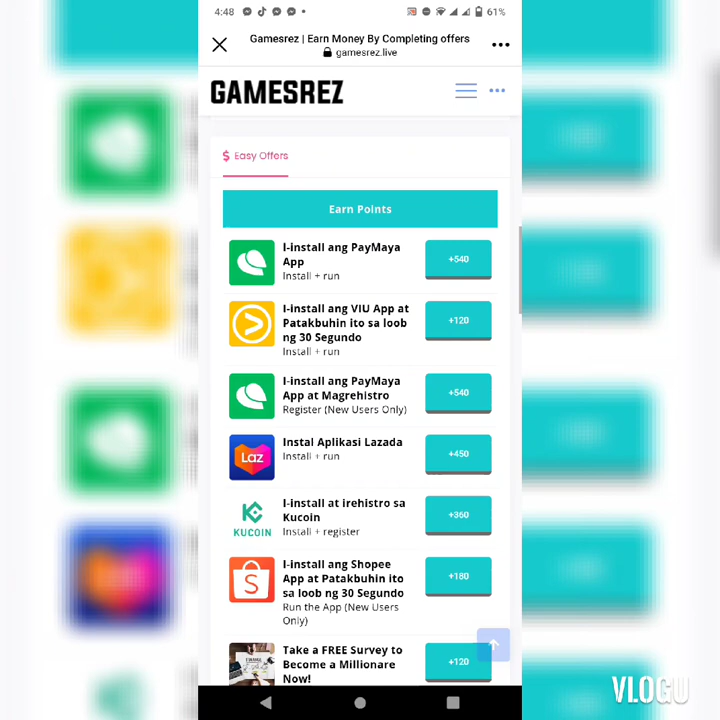 4:48
61%
Gamesrez | Earn Money By Completing offers
gamesrez.live
GAMESREZ
$ Easy Offers
Earn Points
I-install ang PayMaya
App
Install + run
+540
I-install ang VIU App at
Patakbuhin ito sa loob
ng 30 Segundo
Install + run
+120
I-install ang PayMaya
App at Magrehistro
Register (New Users Only)
+540
Laz
Instal Aplikasi Lazada
Install + run
+450
KUCOIN
I-install at irehistro sa
Kucoin
Install + register
+360
S
I-install ang Shopee
App at Patakbuhin ito
sa loob ng 30 Segundo
Run the App (New Users
Only)
+180
Take a FREE Survey to
Become a Millionare
Now!
+120
VLOGU